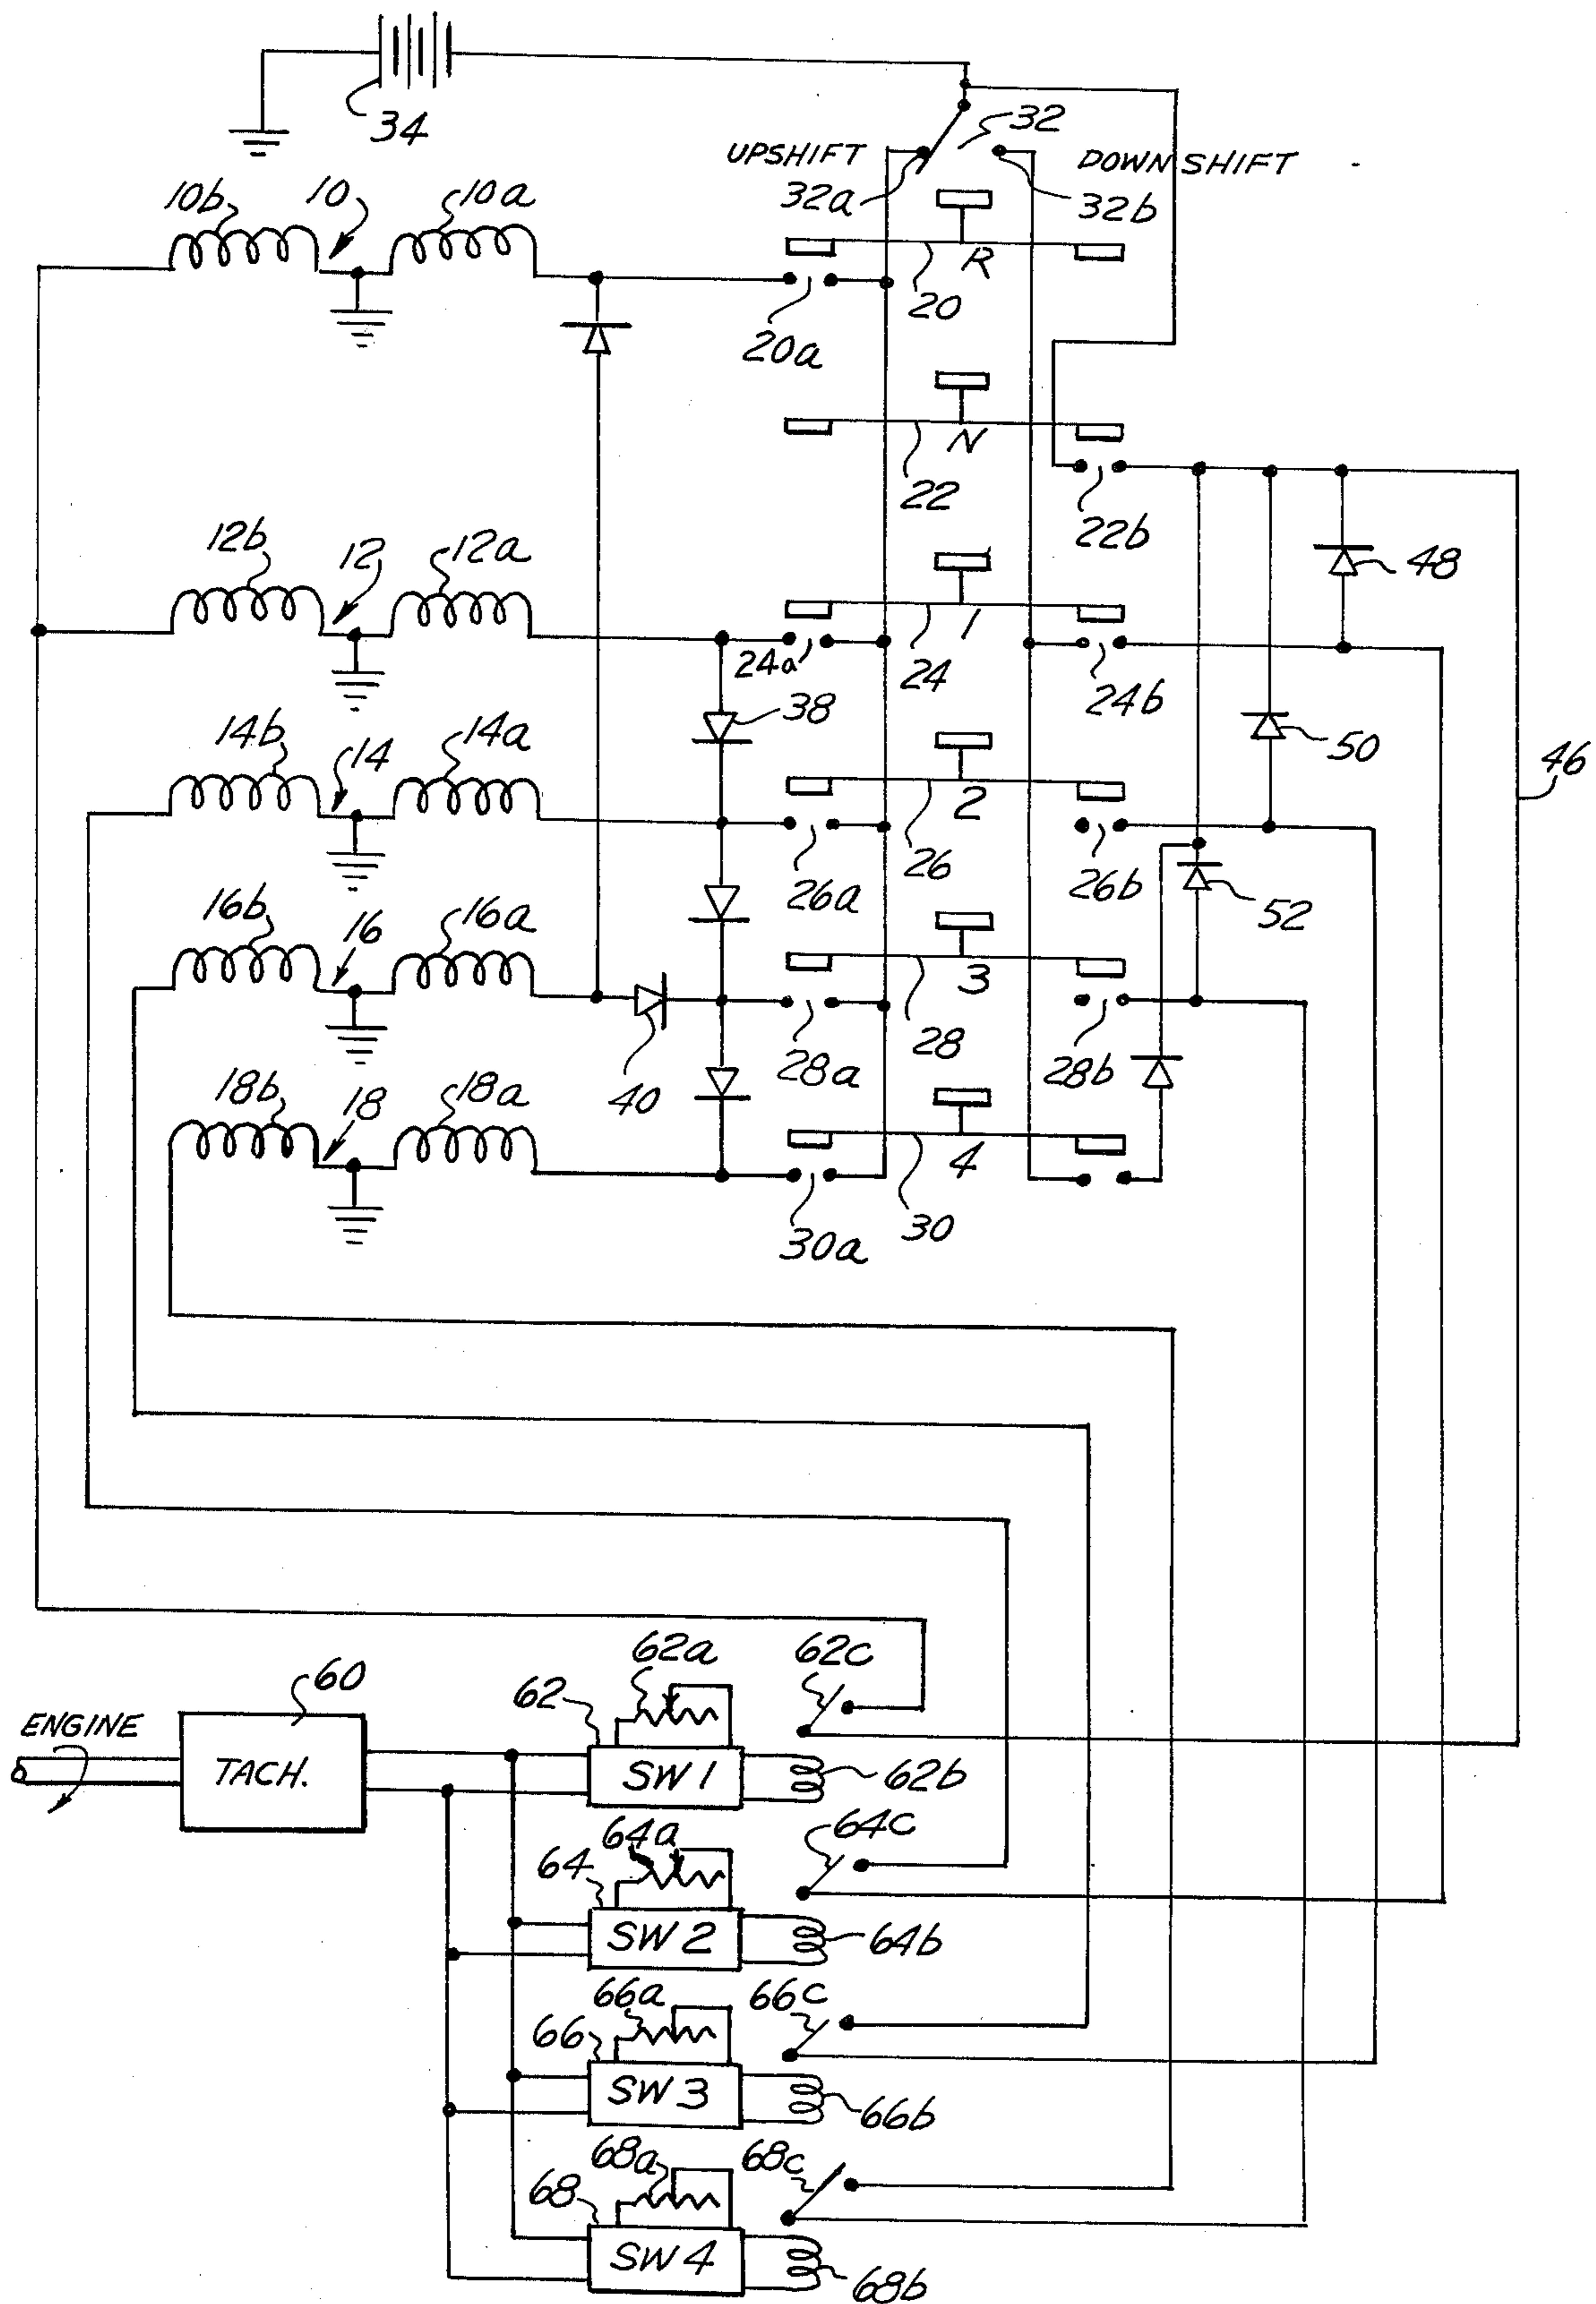 34
32
UPSHIFT
DOWN SHIFT
32a
32b
10b
10
10a
R
20
20a
N
22
22b
12b
12
12a
48
1
24a
24
24b
38
14b
14
14a
50
46
2
26a
26
26b
52
16b
16
16a
3
28a
28
28b
40
18b
18
18a
4
30a
30
62a
62c
60
62
ENGINE
TACH.
SW 1
62b
64a
64c
64
SW 2
64b
66a
66c
66
SW 3
66b
68a
68c
68
SW 4
68b